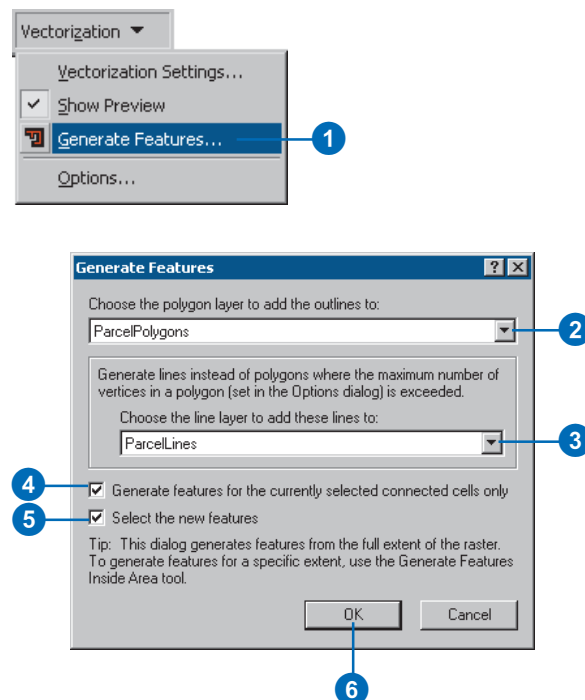 Vectorization
Vectorization Settings...
Show Preview
Generate Features...
1
Options...
Generate Features
?
Choose the polygon layer to add the outlines to:
ParcelPolygons
2
Generate lines instead of polygons where the maximum number of
vertices in a polygon (set in the Options dialog) is exceeded.
Choose the line layer to add these lines to:
ParcelLines
3
4
Generate features for the currently selected connected cells only
5
Select the new features
Tip: This dialog generates features from the full extent of the raster.
To generate features for a specific extent, use the Generate Features
Inside Area tool.
OK
Cancel
6